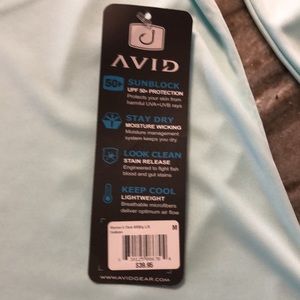 AVID
50+
SUNBLOCK
UPF 50+ PROTECTION
Protects your skin from
harmful UVA+UVB rays
STAY DRY
MOISTURE WICKING
Moisture management
system keeps you dry.
LOOK CLEAN
STAIN RELEASE
Engineered to fight fish
blood and gut stains
KEEP COOL
LIGHTWEIGHT
Breathable microfibers
deliver optimum air flow
M
$39.95
WWW.AVIDGEAR.COM